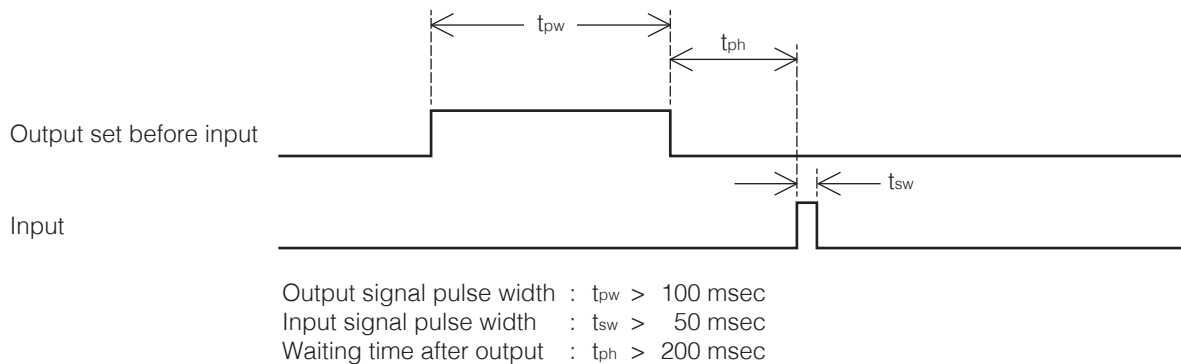 tpw
tph
Output set before input
tsw
Input
Output signal pulse width : tpw > 100 msec
Input signal pulse width : tsw > 50 msec
Waiting time after output : tph > 200 msec